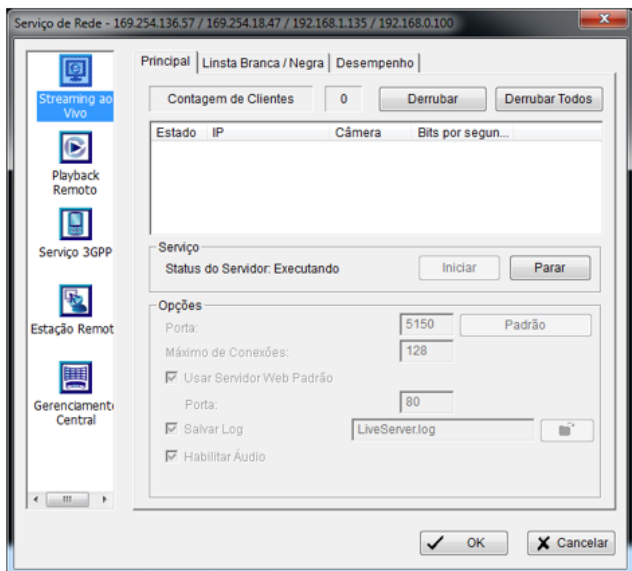 Serviço de Rede - 169.254.136.57 / 169.254.18.47 / 192.168.1.135 / 192.168.0.100
Streaming ao
Vivo
Playback
Remoto
Serviço 3GPP
Estação Remot
Gerenciament
Central
Principal
Linsta Branca / Negra
Desempenho
Contagem de Clientes
0
Derrubar
Derrubar Todos
Estado
IP
Câmera
Bits por segun...
Serviço
Status do Servidor: Executando
Iniciar
Parar
Opções
Porta:
5150
Padrão
Máximo de Conexões:
128
Usar Servidor Web Padrão
Porta:
80
Salvar Log
LiveServer.log
Habilitar Áudio
OK
Cancelar